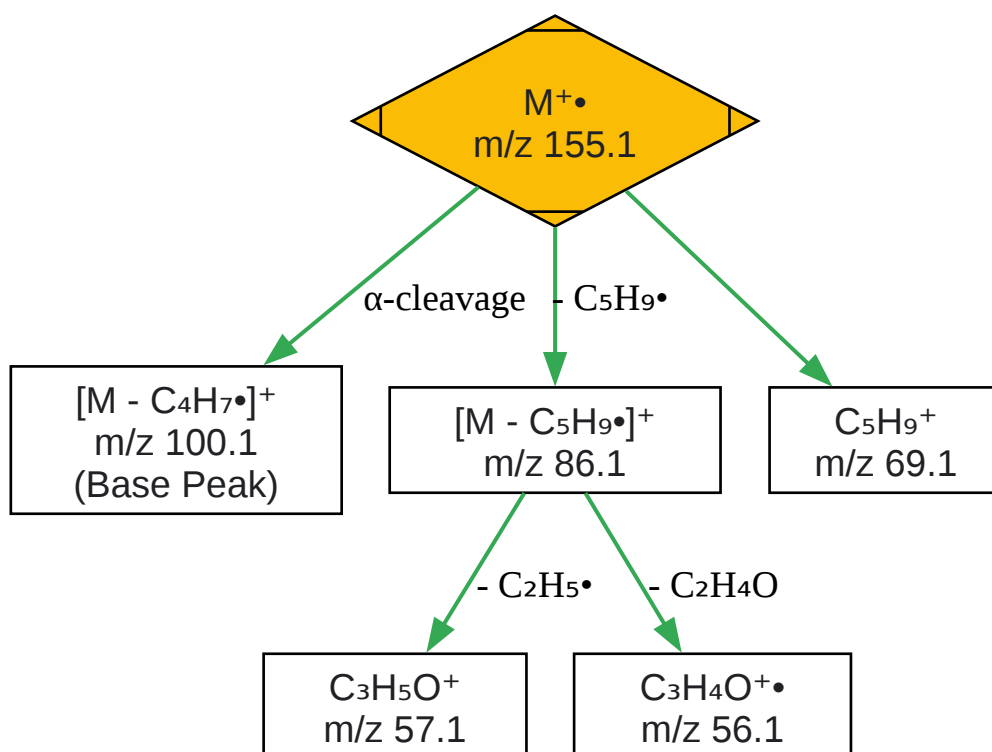 M⁺•
m/z 155.1
α-cleavage
- C₅H₉•
[M - C₄H₇•]⁺
m/z 100.1
(Base Peak)
[M - C₅H₉•]⁺
m/z 86.1
C₅H₉⁺
m/z 69.1
- C₂H₅•
- C₂H₄O
C₃H₅O⁺
m/z 57.1
C₃H₄O⁺•
m/z 56.1